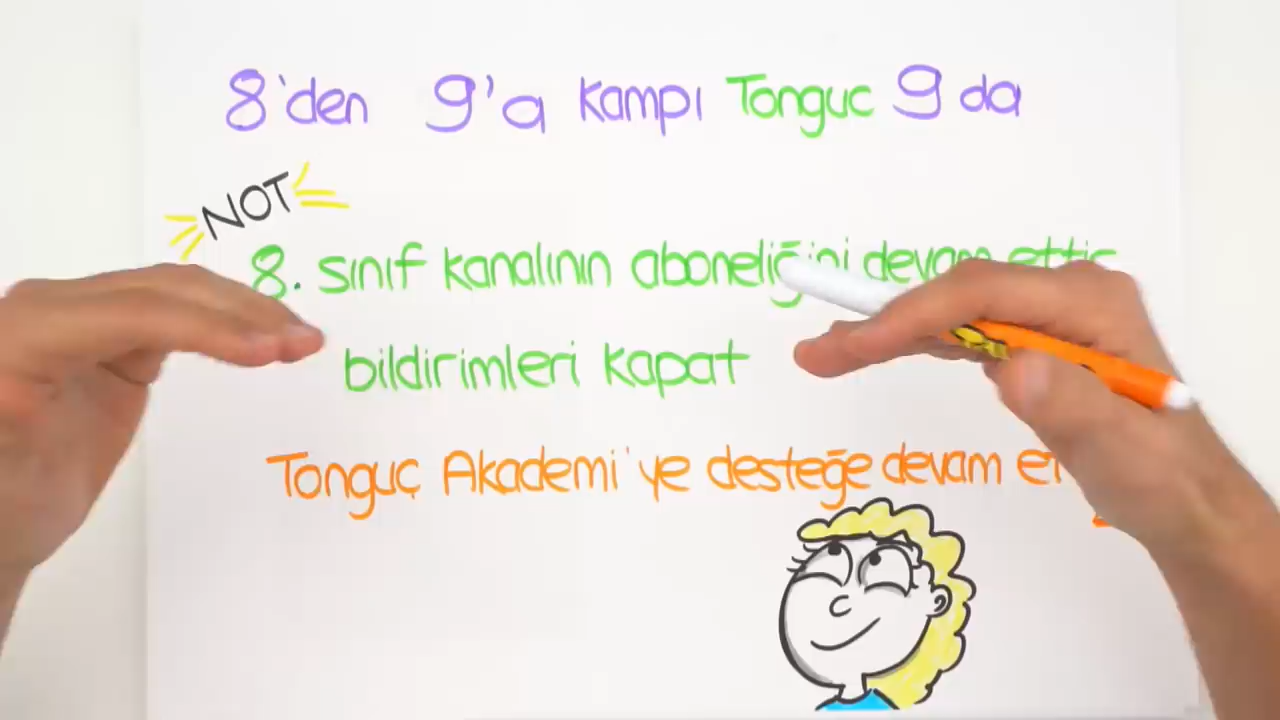 8'den 9'a kampı Tonguc 9 da
NOT
8. sınıf kanalının aboneliğini devam ettir
bildirimleri kapat
Tonguç Akademi'ye desteğe devam et